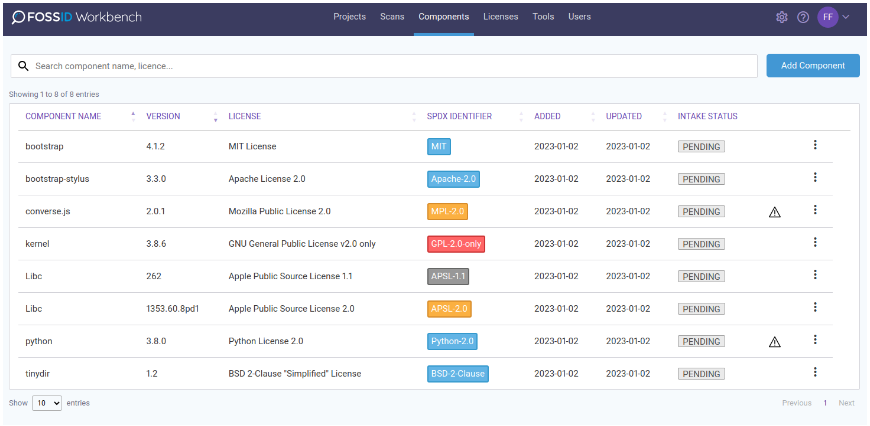 FOSSID Workbench Projects Scans Components Licenses Tools Users FF
Search component name, licence... Add Component
Showing 1 to 8 of 8 entries
COMPONENT NAME VERSION LICENSE SPDX IDENTIFIER ADDED UPDATED INTAKE STATUS
bootstrap 4.1.2 MIT License MIT 2023-01-02 2023-01-02 PENDING
bootstrap-stylus 3.3.0 Apache License 2.0 Apache-2.0 2023-01-02 2023-01-02 PENDING
converse.js 2.0.1 Mozilla Public License 2.0 MPL-2.0 2023-01-02 2023-01-02 PENDING
kernel 3.8.6 GNU General Public License v2.0 only GPL-2.0-only 2023-01-02 2023-01-02 PENDING
Libc 262 Apple Public Source License 1.1 APSL-1.1 2023-01-02 2023-01-02 PENDING
Libc 1353.60.8pd1 Apple Public Source License 2.0 APSL-2.0 2023-01-02 2023-01-02 PENDING
python 3.8.0 Python License 2.0 Python-2.0 2023-01-02 2023-01-02 PENDING
tinydir 1.2 BSD 2-Clause "Simplified" License BSD-2-Clause 2023-01-02 2023-01-02 PENDING
Show 10 entries Previous 1 Next